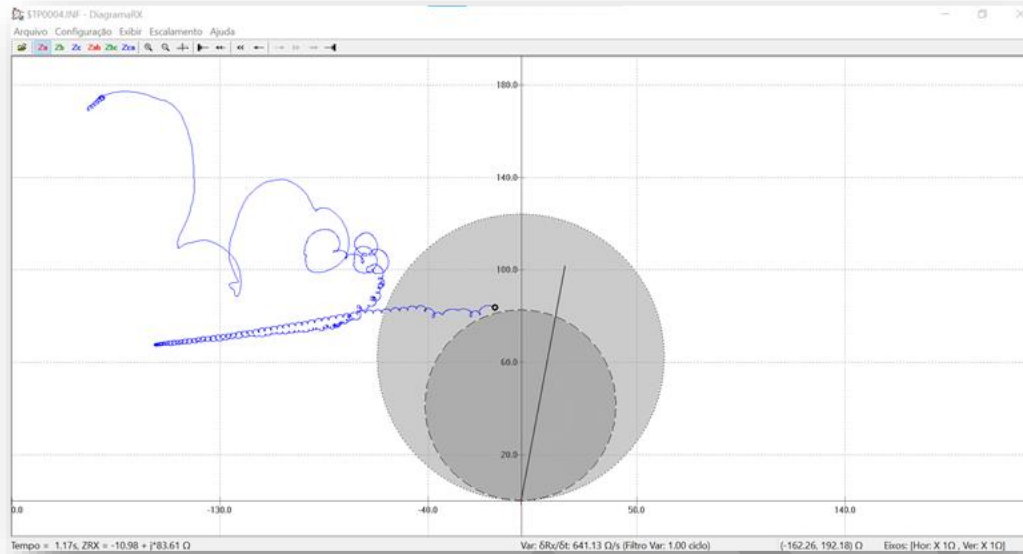 $TP0004.INF - DiagramaRX
Arquivo Configuração Exibir Escalamento Ajuda
Za Zb Zc Zab Zbc Zca
180.0
140.0
100.0
60.0
20.0
0.0 -130.0 -40.0 50.0 140.0
Tempo = 1.17s, ZRX = -10.98 + j*83.61 Ω Var: δRx/δt: 641.13 Ω/s (Filtro Var: 1.00 ciclo) (-162.26, 192.18) Ω Eixos: [Hor: X 1Ω , Ver: X 1Ω]